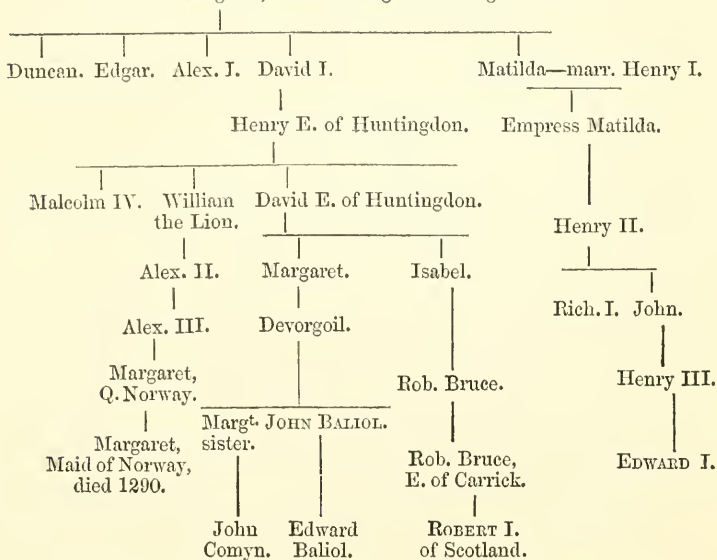 Duncan. Edgar. Alex. I. David I. Matilda—marr. Henry I.
Henry E. of Huntingdon. Empress Matilda.
Malcolm IV. William David E. of Huntingdon.
the Lion.
Henry II.
Alex. II. Margaret. Isabel.
Rich. I. John.
Alex. III. Devorgoil.
Margaret, Rob. Bruce. Henry III.
Q. Norway.
Margt. JOHN BALIOL.
Margaret, sister.
Maid of Norway, Rob. Bruce, EDWARD I.
died 1290. E. of Carrick.
John Edward ROBERT I.
Comyn. Baliol. of Scotland.